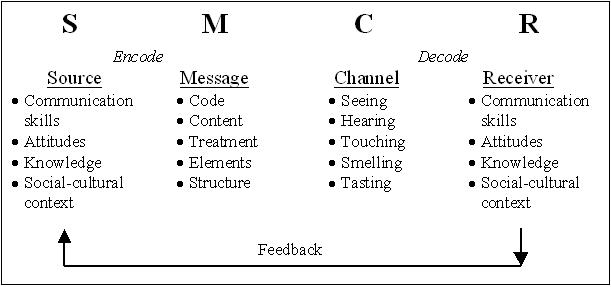 S M C R
Encode Decode
Source Message Channel Receiver
• Communication skills • Code • Seeing • Communication skills
• Attitudes • Content • Hearing • Attitudes
• Knowledge • Treatment • Touching • Knowledge
• Social-cultural context • Elements • Smelling • Social-cultural context
• Structure • Tasting
Feedback